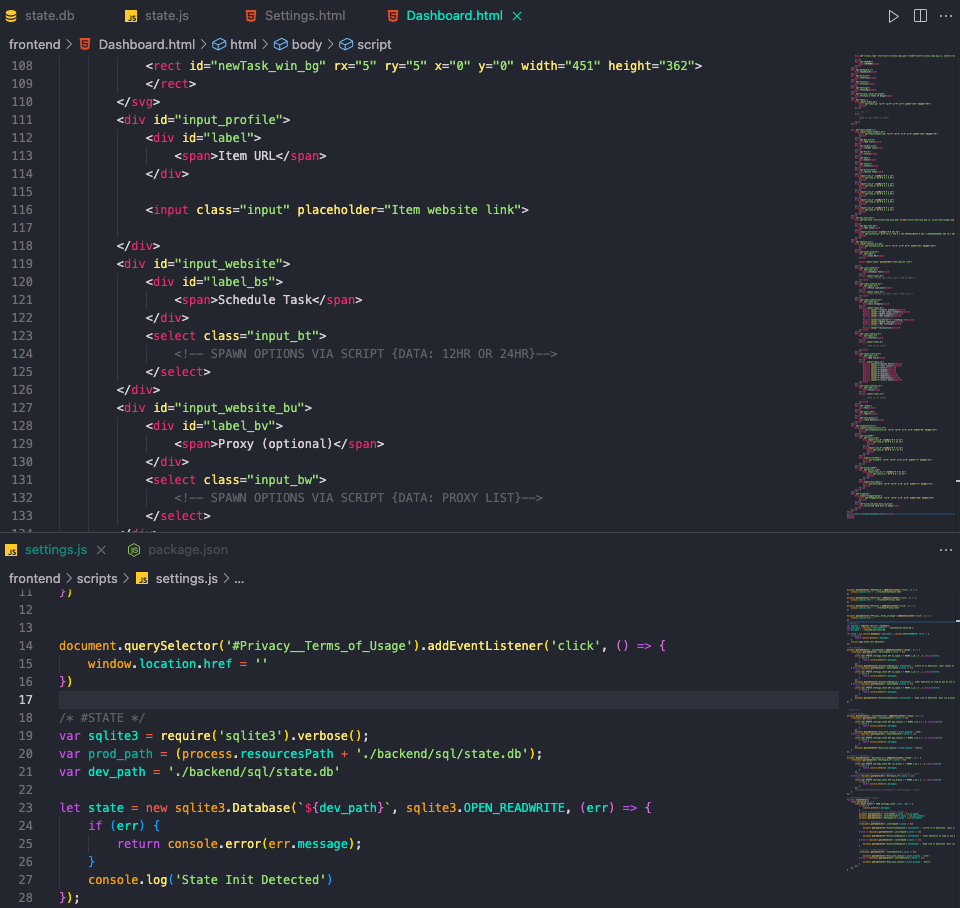 state.db JS state.js Settings.html Dashboard.html
frontend > Dashboard.html > html > body > script
108 <rect id="newTask_win_bg" rx="5" ry="5" x="0" y="0" width="451" height="362">
109 </rect>
110 </svg>
111 <div id="input_profile">
112 <div id="label">
113 <span>Item URL</span>
114 </div>
115
116 <input class="input" placeholder="Item website link">
117
118 </div>
119 <div id="input_website">
120 <div id="label_bs">
121 <span>Schedule Task</span>
122 </div>
123 <select class="input_bt">
124 <!-- SPAWN OPTIONS VIA SCRIPT {DATA: 12HR OR 24HR}-->
125 </select>
126 </div>
127 <div id="input_website_bu">
128 <div id="label_bv">
129 <span>Proxy (optional)</span>
130 </div>
131 <select class="input_bw">
132 <!-- SPAWN OPTIONS VIA SCRIPT {DATA: PROXY LIST}-->
133 </select>
JS settings.js package.json
frontend > scripts > JS settings.js > ...
11 })
12
13
14 document.querySelector('#Privacy__Terms_of_Usage').addEventListener('click', () => {
15 window.location.href = ''
16 })
17
18 /* #STATE */
19 var sqlite3 = require('sqlite3').verbose();
20 var prod_path = (process.resourcesPath + './backend/sql/state.db');
21 var dev_path = './backend/sql/state.db'
22
23 let state = new sqlite3.Database(`${dev_path}`, sqlite3.OPEN_READWRITE, (err) => {
24 if (err) {
25 return console.error(err.message);
26 }
27 console.log('State Init Detected')
28 });